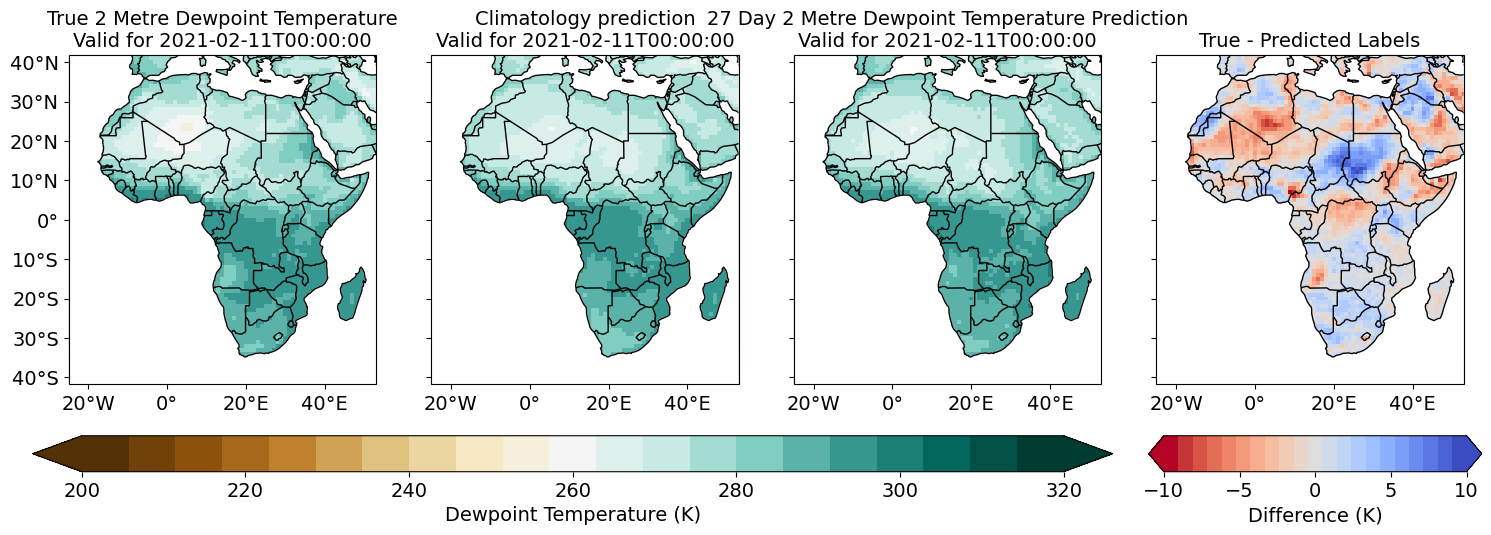 True 2 Metre Dewpoint Temperature
Valid for 2021-02-11T00:00:00
Climatology prediction  27 Day 2 Metre Dewpoint Temperature Prediction
Valid for 2021-02-11T00:00:00
Valid for 2021-02-11T00:00:00
True - Predicted Labels
40°N
30°N
20°N
10°N
0°
10°S
20°S
30°S
40°S
20°W 0° 20°E 40°E
20°W 0° 20°E 40°E
20°W 0° 20°E 40°E
20°W 0° 20°E 40°E
200 220 240 260 280 300 320
Dewpoint Temperature (K)
−10 −5 0 5 10
Difference (K)